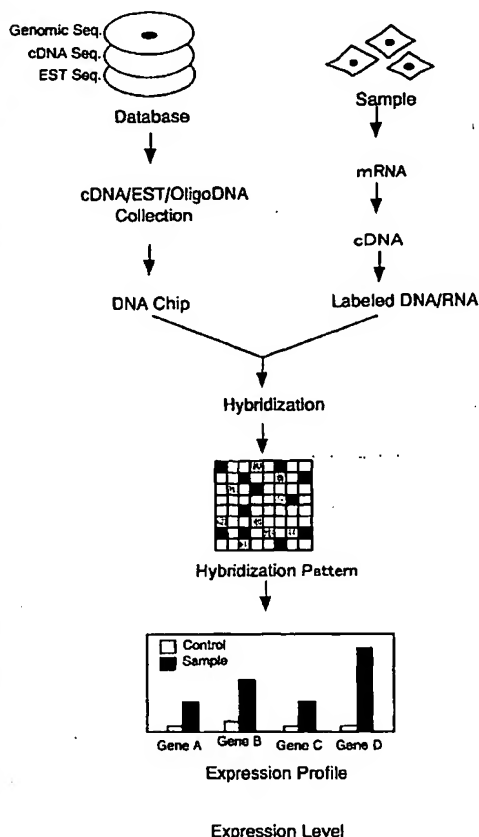 Genomic Seq.
cDNA Seq.
EST Seq.
Database
Sample
cDNA/EST/OligoDNA
Collection
mRNA
cDNA
DNA Chip
Labeled DNA/RNA
Hybridization
Hybridization Pattern
Control
Sample
Gene A
Gene B
Gene C
Gene D
Expression Profile
Expression Level